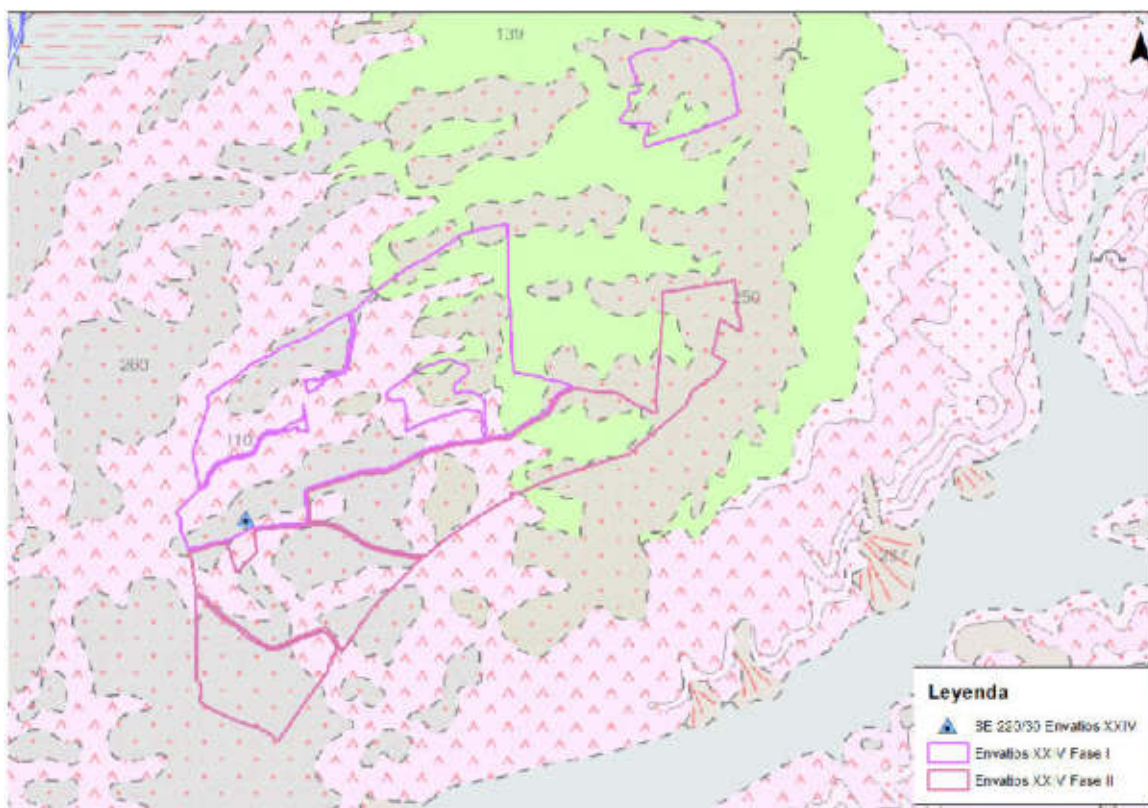 139
250
260
110
Leyenda
SE 220/30 Envatios XXIV
Envatios XXIV Fase I
Envatios XXIV Fase II